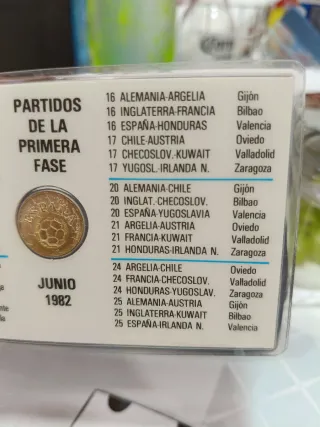 PARTIDOS
DE LA
PRIMERA
FASE
JUNIO
1982
16 ALEMANIA-ARGELIA Gijón
16 INGLATERRA-FRANCIA Bilbao
16 ESPAÑA-HONDURAS Valencia
17 CHILE-AUSTRIA Oviedo
17 CHECOSLOV.-KUWAIT Valladolid
17 YUGOSL.-IRLANDA N. Zaragoza
20 ALEMANIA-CHILE Gijón
20 INGLAT.-CHECOSLOV. Bilbao
20 ESPAÑA-YUGOSLAVIA Valencia
21 ARGELIA-AUSTRIA Oviedo
21 FRANCIA-KUWAIT Valladolid
21 HONDURAS-IRLANDA N. Zaragoza
24 ARGELIA-CHILE Oviedo
24 FRANCIA-CHECOSLOV. Valladolid
24 HONDURAS-YUGOSLAV. Zaragoza
25 ALEMANIA-AUSTRIA Gijón
25 INGLATERRA-KUWAIT Bilbao
25 ESPAÑA-IRLANDA N. Valencia